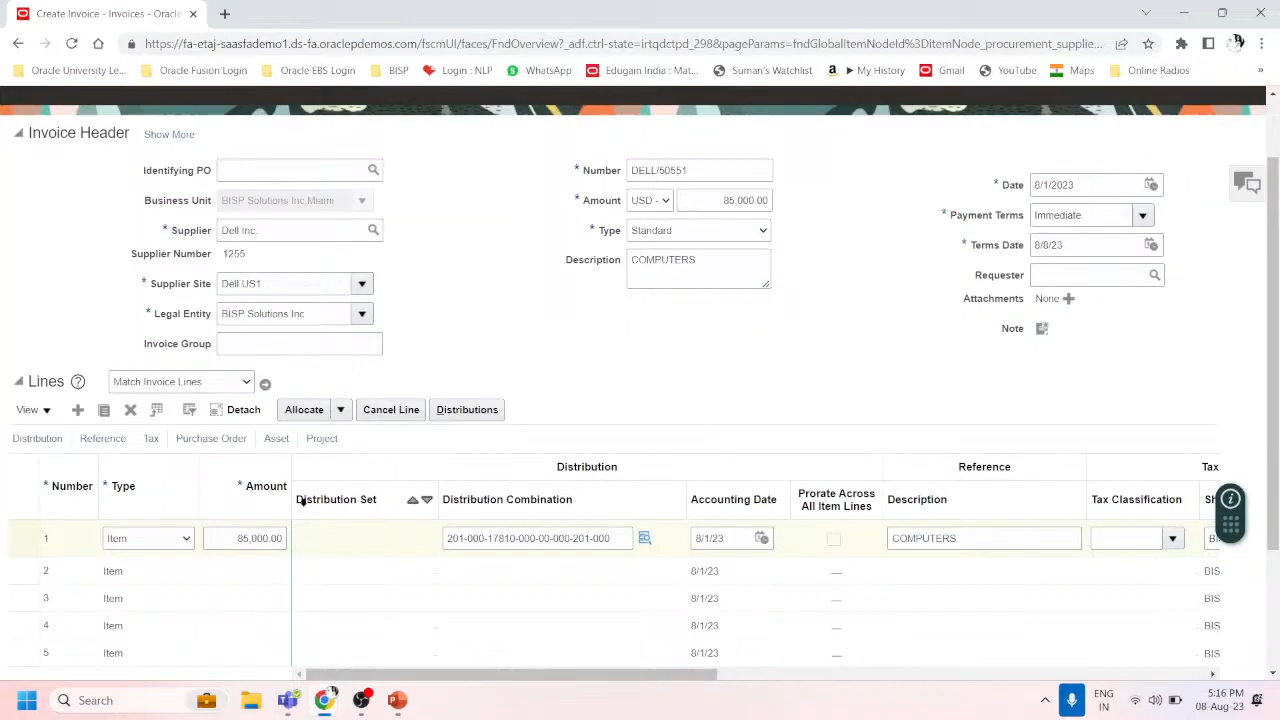 Create Invoice - Invoices - Oracle
https://fa-etaj-saasfademo1.ds-fa.oraclepdemos.com/fscmUI/faces/FndOverview?_adf.ctrl-state=irtqdctpd_298&pageParams=fndGlobalItemNodeId%3DitemNode_procurement_supplie...
Oracle University Le... Oracle Fusion Login Oracle EBS Login BISP Login : NLP WhatsApp Edugain India : Mat... Suman's Watchlist ▶ My History Gmail YouTube Maps Online Radios »
Invoice Header Show More
Identifying PO * Number DELL/50551
* Date 8/1/2023
Business Unit BISP Solutions Inc,Miami * Amount USD - 85,000.00
* Payment Terms Immediate
* Supplier Dell Inc. * Type Standard
* Terms Date 8/8/23
Supplier Number 1255 Description COMPUTERS
Requester
* Supplier Site Dell US1
Attachments None
* Legal Entity BISP Solutions Inc
Note
Invoice Group
Lines ? Match Invoice Lines
View Detach Allocate Cancel Line Distributions
Distribution Reference Tax Purchase Order Asset Project
Distribution Reference Tax
* Number * Type * Amount Distribution Set Distribution Combination Accounting Date Prorate Across Description Tax Classification Sh
All Item Lines
1 Item 85,000.00 201-000-17810-000-00-000-201-000 8/1/23 COMPUTERS
2 Item 8/1/23 BIS
3 Item 8/1/23 BIS
4 Item 8/1/23 BIS
5 Item 8/1/23 BIS
Search
ENG 5:16 PM
IN 08-Aug-23